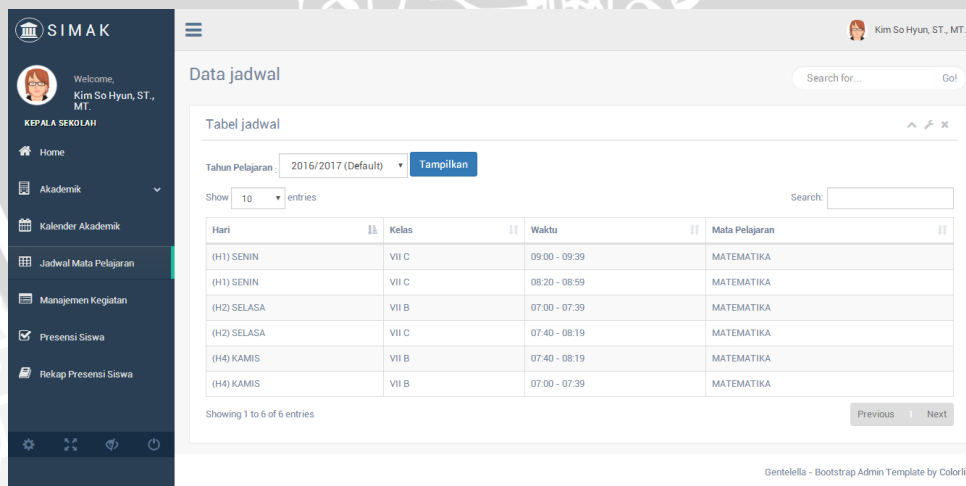 SIMAK
Kim So Hyun, ST., MT.
Welcome,
Kim So Hyun, ST.,
MT.
KEPALA SEKOLAH
Home
Akademik
Kalender Akademik
Jadwal Mata Pelajaran
Manajemen Kegiatan
Presensi Siswa
Rekap Presensi Siswa
Data jadwal
Search for... Go!
Tabel jadwal
Tahun Pelajaran : 2016/2017 (Default) Tampilkan
Show 10 entries Search:
Hari Kelas Waktu Mata Pelajaran
(H1) SENIN VII C 09:00 - 09:39 MATEMATIKA
(H1) SENIN VII C 08:20 - 08:59 MATEMATIKA
(H2) SELASA VII B 07:00 - 07:39 MATEMATIKA
(H2) SELASA VII C 07:40 - 08:19 MATEMATIKA
(H4) KAMIS VII B 07:40 - 08:19 MATEMATIKA
(H4) KAMIS VII B 07:00 - 07:39 MATEMATIKA
Showing 1 to 6 of 6 entries Previous 1 Next
Gentelella - Bootstrap Admin Template by Colorli